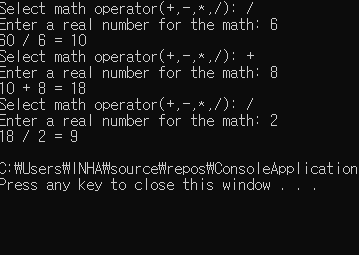 Select math operator(+,-,*,/): /
Enter a real number for the math: 6
60 / 6 = 10
Select math operator(+,-,*,/): +
Enter a real number for the math: 8
10 + 8 = 18
Select math operator(+,-,*,/): /
Enter a real number for the math: 2
18 / 2 = 9
C:₩Users₩INHA₩source₩repos₩ConsoleApplication
Press any key to close this window . . .